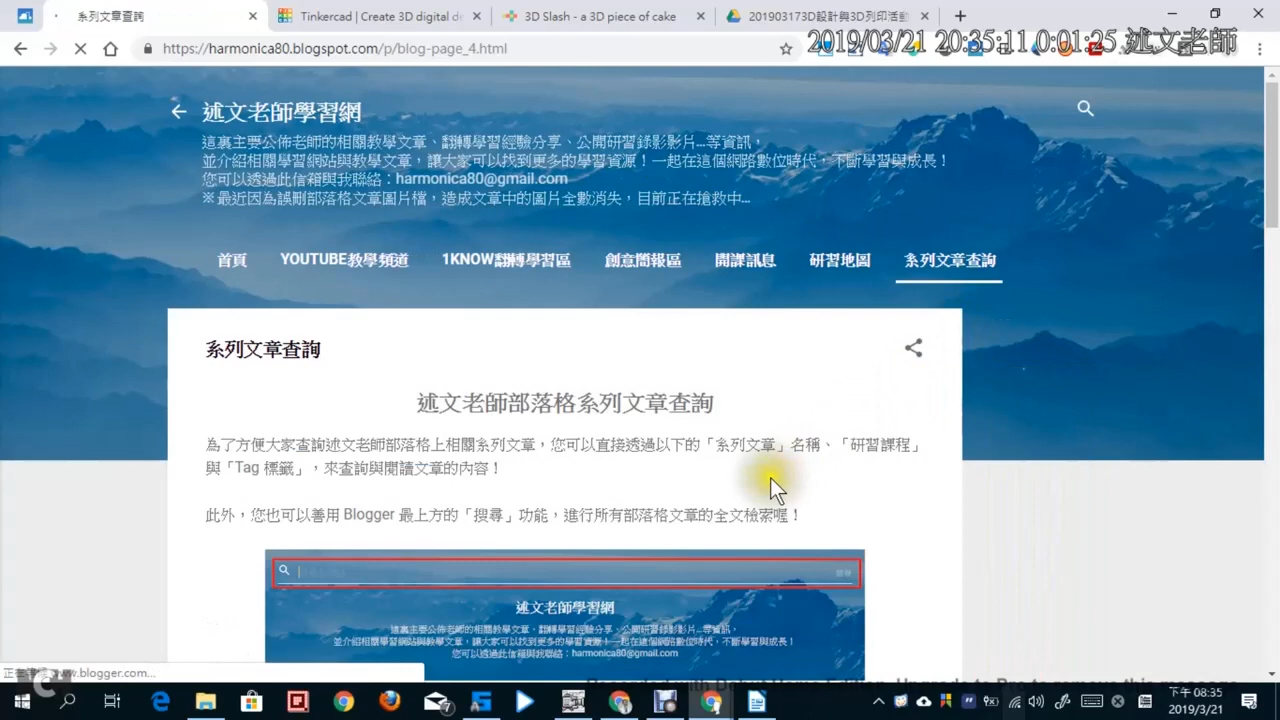 系列文章查詢
Tinkercad | Create 3D digital de
3D Slash - a 3D piece of cake
201903173D設計與3D列印活動
https://harmonica80.blogspot.com/p/blog-page_4.html
2019/03/21 20:35:11 0:01:25 述文老師
述文老師學習網
這裏主要公佈老師的相關教學文章、翻轉學習經驗分享、公開研習錄影影片...等資訊，
並介紹相關學習網站與教學文章，讓大家可以找到更多的學習資源！一起在這個網路數位時代，不斷學習與成長！
您可以透過此信箱與我聯絡：harmonica80@gmail.com
※最近因為誤刪部落格文章圖片檔，造成文章中的圖片全數消失，目前正在搶救中...
首頁
YOUTUBE教學頻道
1KNOW翻轉學習區
創意簡報區
開課訊息
研習地圖
系列文章查詢
系列文章查詢
述文老師部落格系列文章查詢
為了方便大家查詢述文老師部落格上相關系列文章，您可以直接透過以下的「系列文章」名稱、「研習課程」
與「Tag 標籤」，來查詢與閱讀文章的內容！
此外，您也可以善用 Blogger 最上方的「搜尋」功能，進行所有部落格文章的全文檢索喔！
述文老師學習網
這裏主要公佈老師的相關教學文章、翻轉學習經驗分享、公開研習錄影影片...等資訊，
並介紹相關學習網站與教學文章，讓大家可以找到更多的學習資源！一起在這個網路數位時代，不斷學習與成長！
您可以透過此信箱與我聯絡：harmonica80@gmail.com
www.blogger.com...
Recorded with Debut Home Edition. Upgrade to Pro to remove this message
下午 08:35
2019/3/21